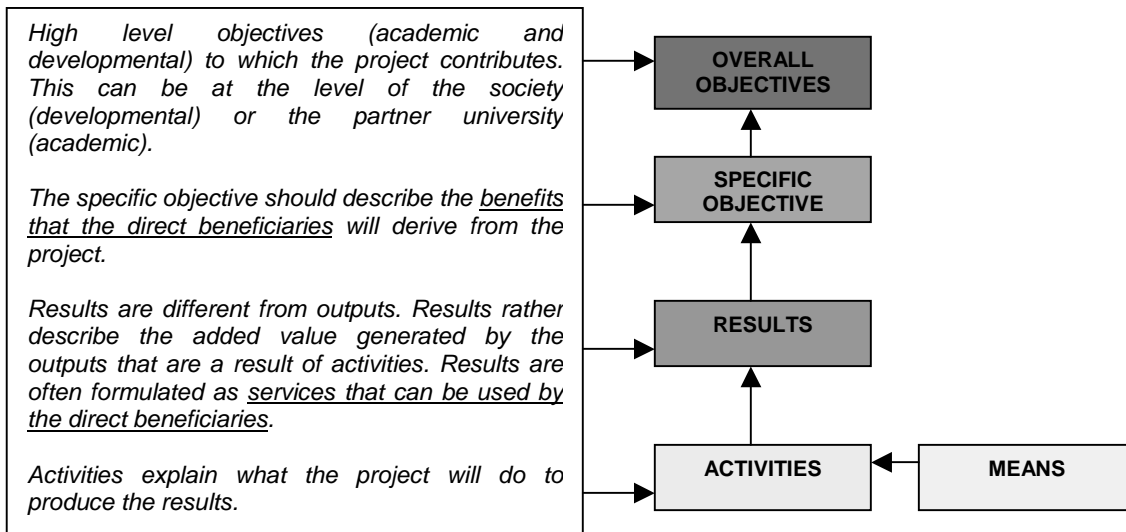 High level objectives (academic and
developmental) to which the project contributes.
This can be at the level of the society
(developmental) or the partner university
(academic).
The specific objective should describe the benefits
that the direct beneficiaries will derive from the
project.
Results are different from outputs. Results rather
describe the added value generated by the
outputs that are a result of activities. Results are
often formulated as services that can be used by
the direct beneficiaries.
Activities explain what the project will do to
produce the results.
OVERALL
OBJECTIVES
SPECIFIC
OBJECTIVE
RESULTS
ACTIVITIES
MEANS